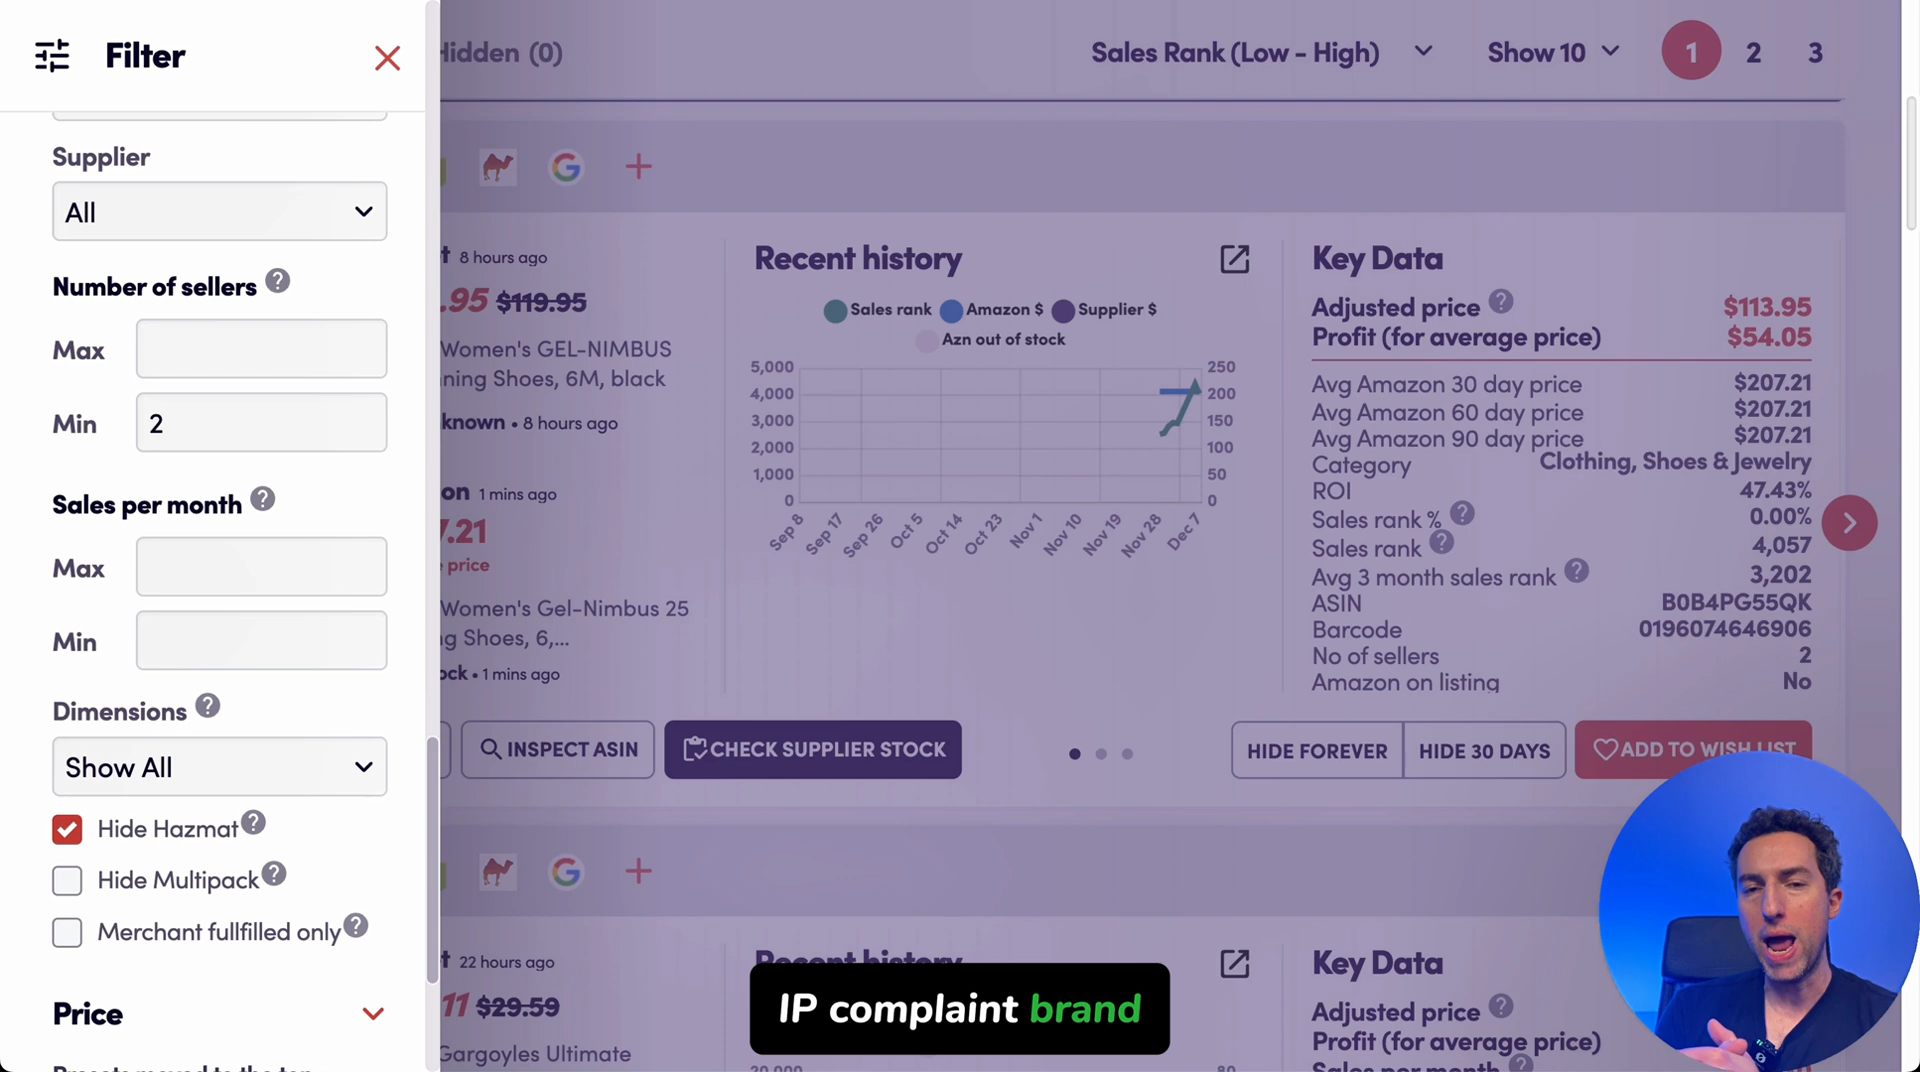 Filter
Supplier
All
Number of sellers
Max
Min 2
Sales per month
Max
Min
Dimensions
Show All
Hide Hazmat
Hide Multipack
Merchant fullfilled only
Price
Hidden (0)
Sales Rank (Low - High)
Show 10
1 2 3
8 hours ago
.95 $119.95
Women's GEL-NIMBUS
ning Shoes, 6M, black
known • 8 hours ago
on 1 mins ago
7.21
price
Women's Gel-Nimbus 25
g Shoes, 6,...
ock • 1 mins ago
Recent history
Sales rank Amazon $ Supplier $
Azn out of stock
5,000
4,000
3,000
2,000
1,000
0
250
200
150
100
50
0
Sep 8 Sep 17 Sep 26 Oct 5 Oct 14 Oct 23 Nov 1 Nov 10 Nov 19 Nov 28 Dec 7
Key Data
Adjusted price $113.95
Profit (for average price) $54.05
Avg Amazon 30 day price $207.21
Avg Amazon 60 day price $207.21
Avg Amazon 90 day price $207.21
Category Clothing, Shoes & Jewelry
ROI 47.43%
Sales rank % 0.00%
Sales rank 4,057
Avg 3 month sales rank 3,202
ASIN B0B4PG55QK
Barcode 0196074646906
No of sellers 2
Amazon on listing No
INSPECT ASIN
CHECK SUPPLIER STOCK
HIDE FOREVER
HIDE 30 DAYS
ADD TO WISH LIST
22 hours ago
11 $29.59
Gargoyles Ultimate
Recent history
20,000
80
Key Data
Adjusted price
Profit (for average price)
Sales per month
IP complaint brand